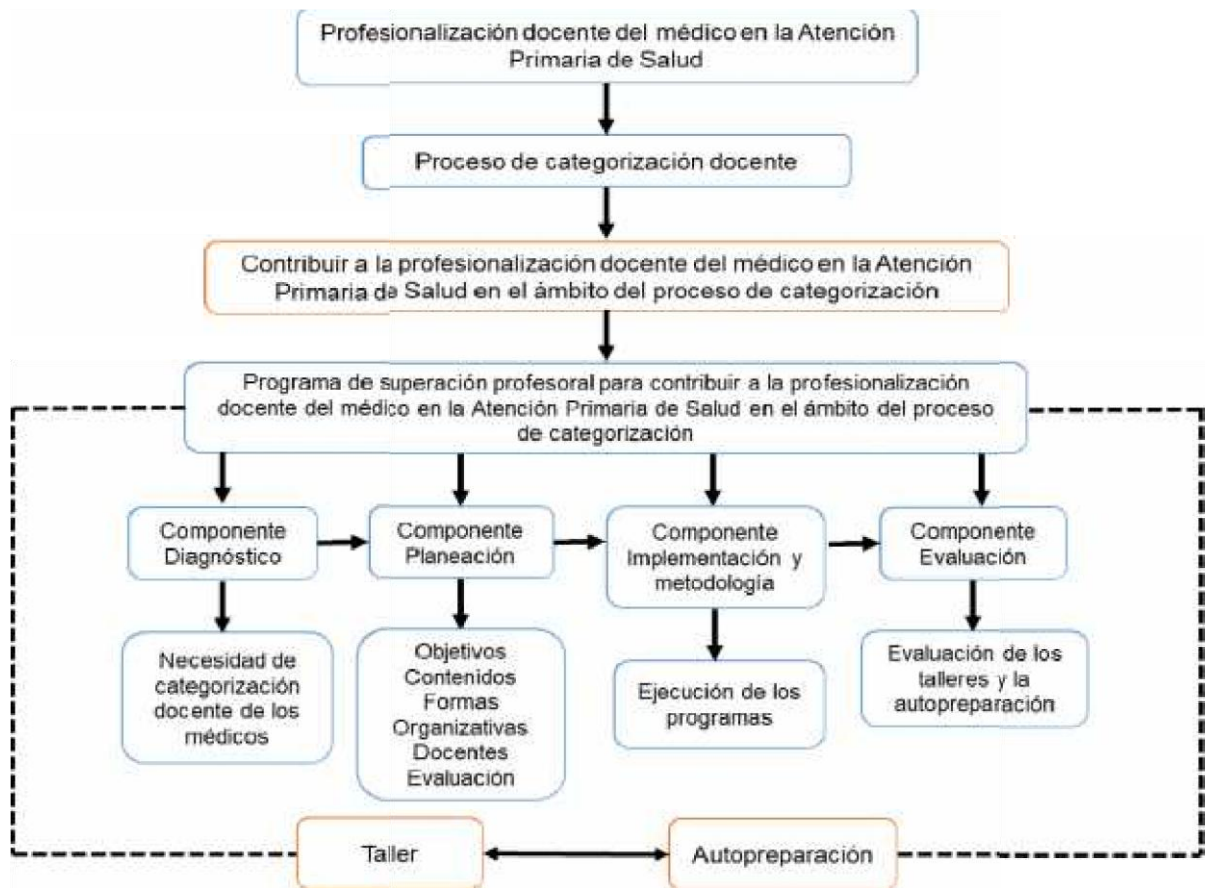 Profesionalización docente del médico en la Atención
Primaria de Salud
Proceso de categorización docente
Contribuir a la profesionalización docente del médico en la Atención
Primaria de Salud en el ámbito del proceso de categorización
Programa de superación profesoral para contribuir a la profesionalización
docente del médico en la Atención Primaria de Salud en el ámbito del proceso
de categorización
Componente
Diagnóstico
Componente
Planeación
Componente
Implementación y
metodología
Componente
Evaluación
Necesidad de
categorización
docente de los
médicos
Objetivos
Contenidos
Formas
Organizativas
Docentes
Evaluación
Ejecución de los
programas
Evaluación de los
talleres y la
autopreparación
Taller
Autopreparación